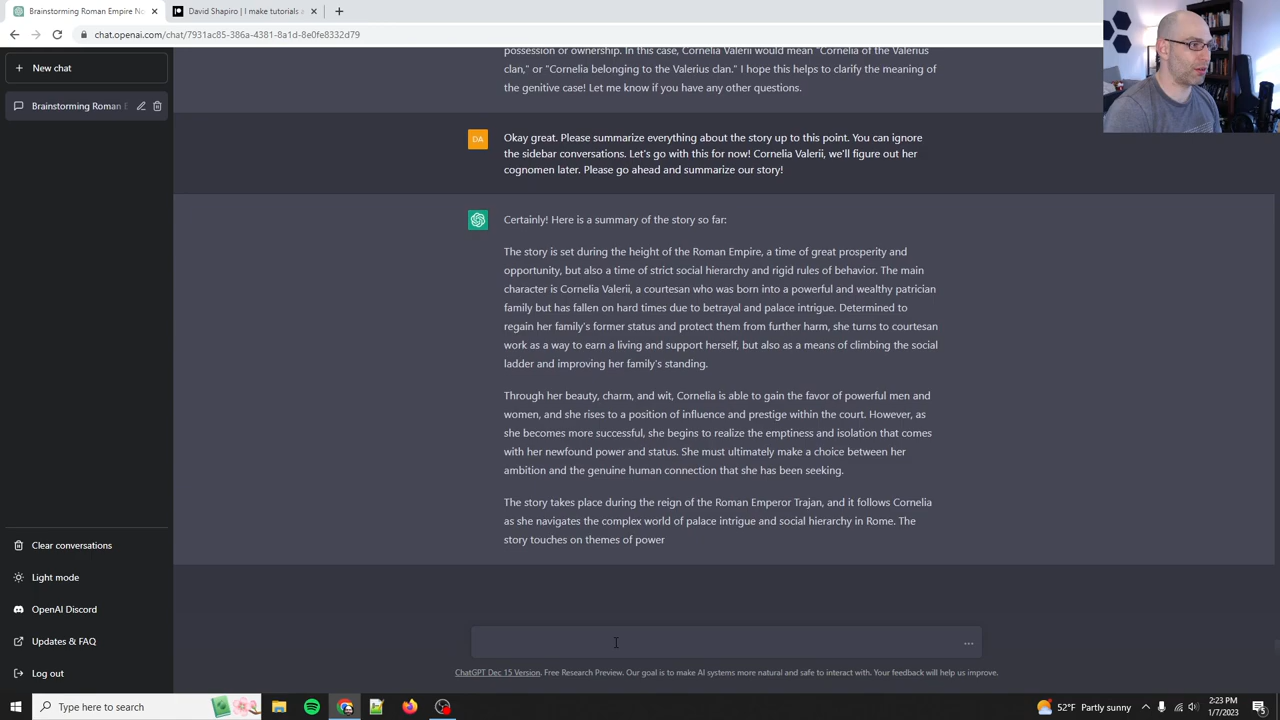 Brainstorming Roman Empire No
David Shapiro | I make tutorials a
chat.openai.com/chat/7931ac85-386a-4381-8a1d-8e0fe8332d79
New chat
Brainstorming Roman E
Clear conversations
Light mode
OpenAI Discord
Updates & FAQ
Log out
possession or ownership. In this case, Cornelia Valerii would mean "Cornelia of the Valerius
clan," or "Cornelia belonging to the Valerius clan." I hope this helps to clarify the meaning of
the genitive case! Let me know if you have any other questions.
DA
Okay great. Please summarize everything about the story up to this point. You can ignore
the sidebar conversations. Let's go with this for now! Cornelia Valerii, we'll figure out her
cognomen later. Please go ahead and summarize our story!
Certainly! Here is a summary of the story so far:
The story is set during the height of the Roman Empire, a time of great prosperity and
opportunity, but also a time of strict social hierarchy and rigid rules of behavior. The main
character is Cornelia Valerii, a courtesan who was born into a powerful and wealthy patrician
family but has fallen on hard times due to betrayal and palace intrigue. Determined to
regain her family's former status and protect them from further harm, she turns to courtesan
work as a way to earn a living and support herself, but also as a means of climbing the social
ladder and improving her family's standing.
Through her beauty, charm, and wit, Cornelia is able to gain the favor of powerful men and
women, and she rises to a position of influence and prestige within the court. However, as
she becomes more successful, she begins to realize the emptiness and isolation that comes
with her newfound power and status. She must ultimately make a choice between her
ambition and the genuine human connection that she has been seeking.
The story takes place during the reign of the Roman Emperor Trajan, and it follows Cornelia
as she navigates the complex world of palace intrigue and social hierarchy in Rome. The
story touches on themes of power
ChatGPT Dec 15 Version. Free Research Preview. Our goal is to make AI systems more natural and safe to interact with. Your feedback will help us improve.
Type here to search
52°F Partly sunny
2:23 PM
1/7/2023
5